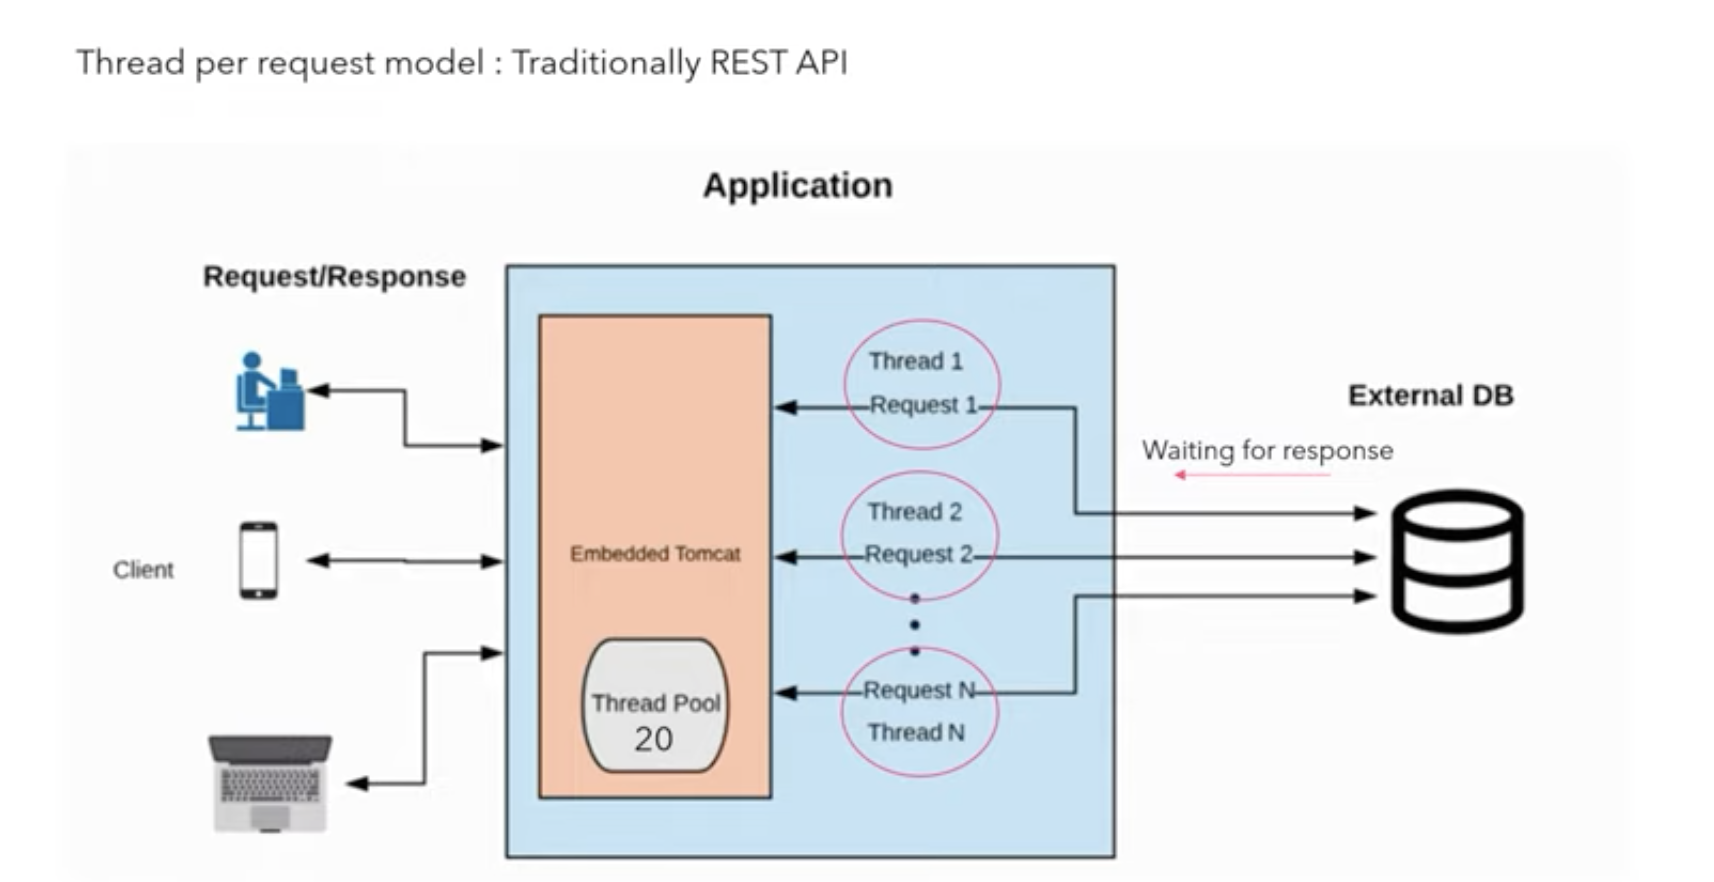 Thread per request model : Traditionally REST API
Application
Request/Response
Client
Embedded Tomcat
Thread Pool
20
Thread 1
Request 1
Thread 2
Request 2
Request N
Thread N
External DB
Waiting for response